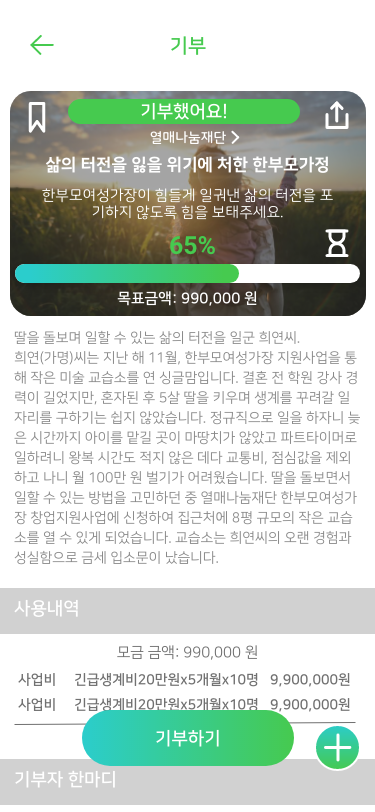 기부
기부했어요!
열매나눔재단
삶의 터전을 잃을 위기에 처한 한부모가정
한부모여성가장이 힘들게 일궈낸 삶의 터전을 포
기하지 않도록 힘을 보태주세요.
65%
목표금액: 990,000 원
딸을 돌보며 일할 수 있는 삶의 터전을 일군 희연씨.
희연(가명)씨는 지난 해 11월, 한부모여성가장 지원사업을 통
해 작은 미술 교습소를 연 싱글맘입니다. 결혼 전 학원 강사 경
력이 길었지만, 혼자된 후 5살 딸을 키우며 생계를 꾸려갈 일
자리를 구하기는 쉽지 않았습니다. 정규직으로 일을 하자니 늦
은 시간까지 아이를 맡길 곳이 마땅치가 않았고 파트타이머로
일하려니 왕복 시간도 적지 않은 데다 교통비, 점심값을 제외
하고 나니 월 100만 원 벌기가 어려웠습니다. 딸을 돌보면서
일할 수 있는 방법을 고민하던 중 열매나눔재단 한부모여성가
장 창업지원사업에 신청하여 집근처에 8평 규모의 작은 교습
소를 열 수 있게 되었습니다. 교습소는 희연씨의 오랜 경험과
성실함으로 금세 입소문이 났습니다.
사용내역
모금 금액: 990,000 원
사업비 긴급생계비20만원x5개월x10명 9,900,000원
사업비 긴급생계비20만원x5개월x10명 9,900,000원
기부하기
기부자 한마디